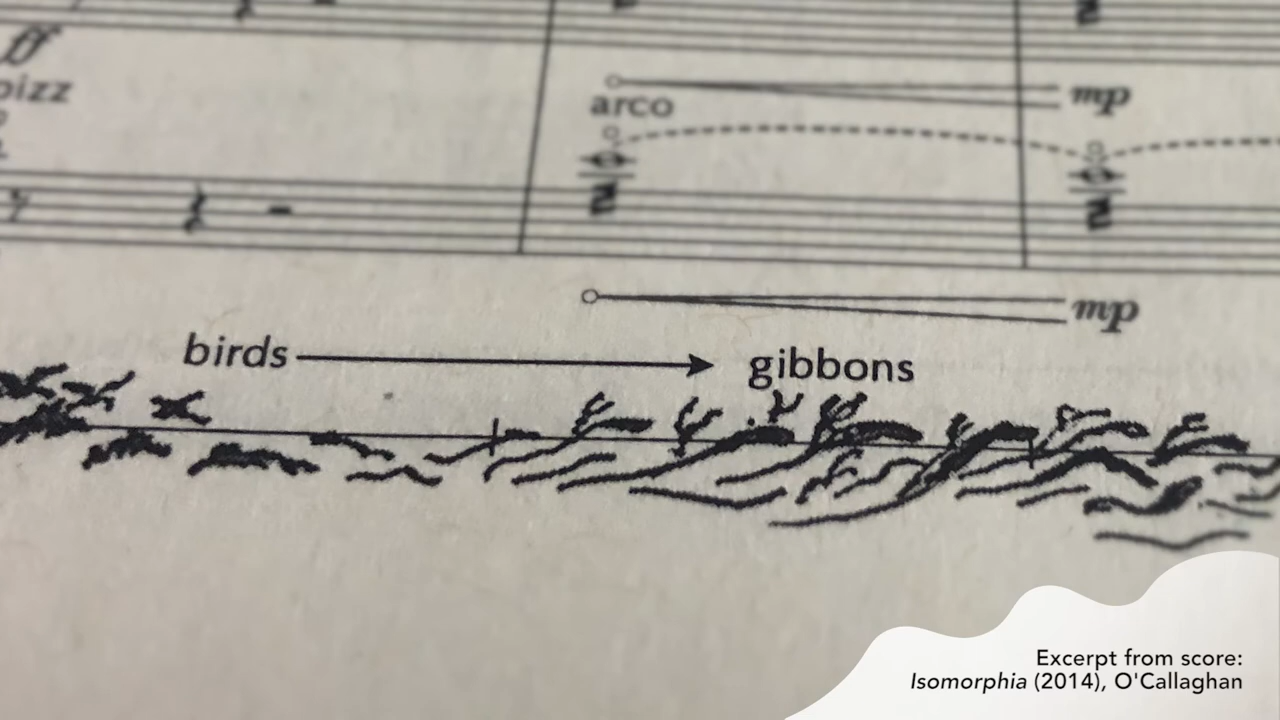 ff
pizz
arco
mp
mp
birds gibbons
Excerpt from score:
Isomorphia (2014), O'Callaghan